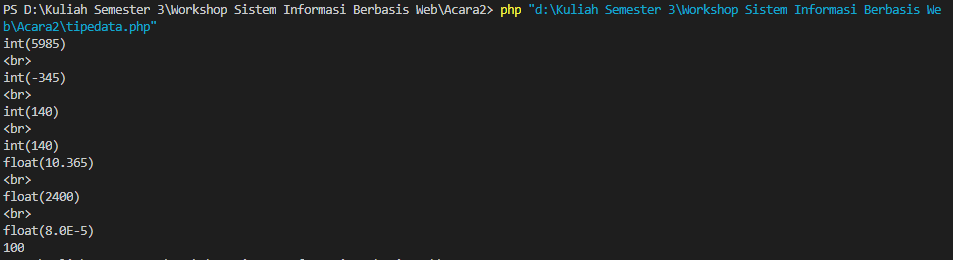 PS D:\Kuliah Semester 3\Workshop Sistem Informasi Berbasis Web\Acara2> php "d:\Kuliah Semester 3\Workshop Sistem Informasi Berbasis We
b\Acara2\tipedata.php"
int(5985)
<br>
int(-345)
<br>
int(140)
<br>
int(140)
float(10.365)
<br>
float(2400)
<br>
float(8.0E-5)
100